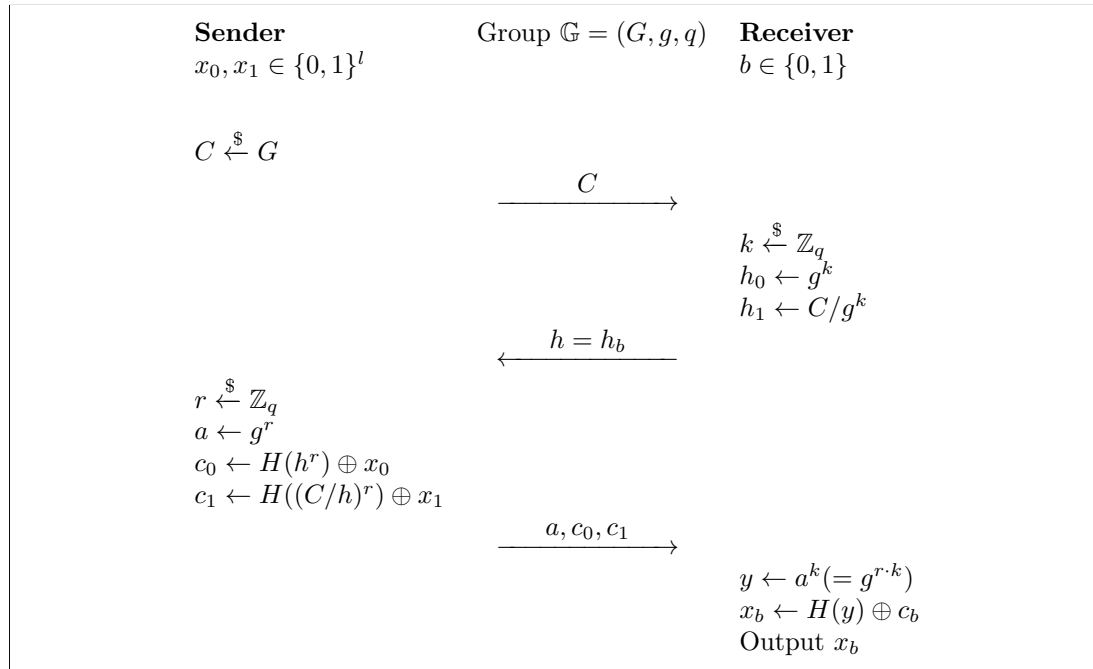 Sender Group 𝔾 = (G, g, q) Receiver
x₀, x₁ ∈ {0, 1}ˡ b ∈ {0, 1}
C ←$ G
C
k ←$ ℤ_q
h₀ ← gᵏ
h₁ ← C/gᵏ
h = h_b
r ←$ ℤ_q
a ← gʳ
c₀ ← H(hʳ) ⊕ x₀
c₁ ← H((C/h)ʳ) ⊕ x₁
a, c₀, c₁
y ← aᵏ(= g^{r·k})
x_b ← H(y) ⊕ c_b
Output x_b